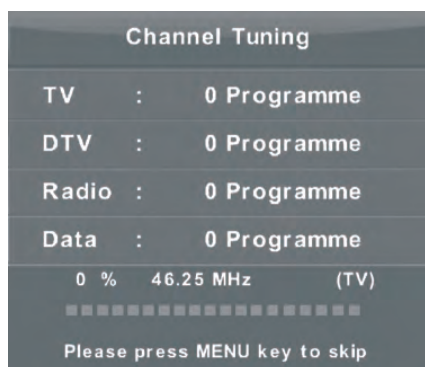 Channel Tuning
TV : 0 Programme
DTV : 0 Programme
Radio : 0 Programme
Data : 0 Programme
0 % 46.25 MHz (TV)
Please press MENU key to skip